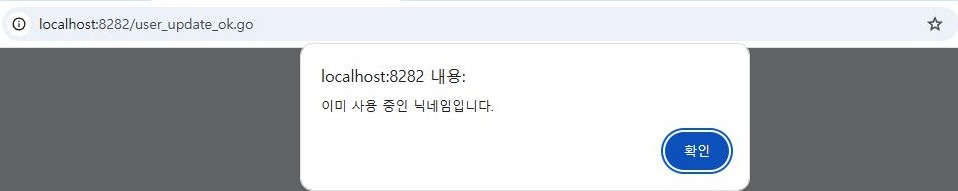 localhost:8282/user_update_ok.go
localhost:8282 내용:
이미 사용 중인 닉네임입니다.
확인